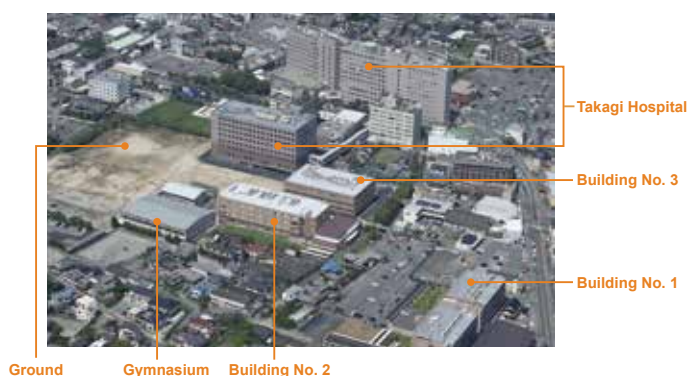 Takagi Hospital
Building No. 3
Building No. 1
Ground
Gymnasium
Building No. 2